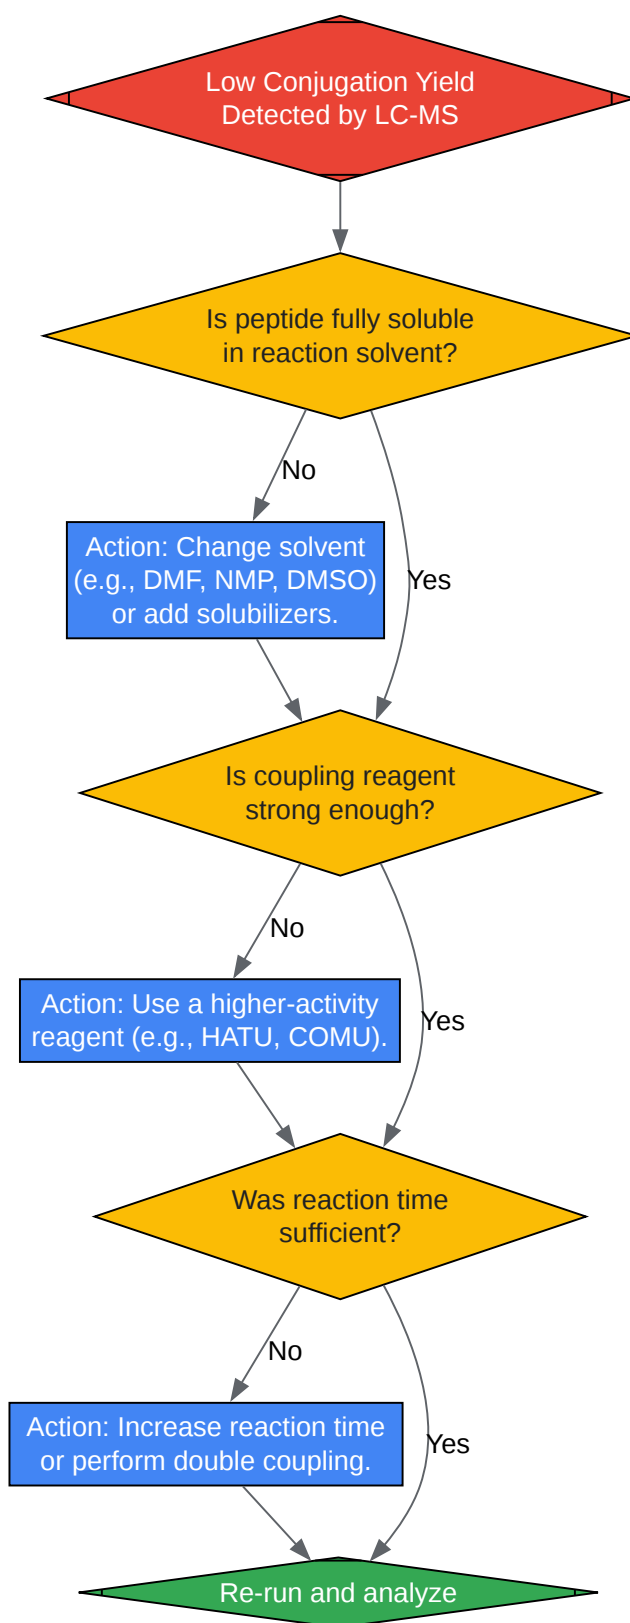 Low Conjugation Yield
Detected by LC-MS
Is peptide fully soluble
in reaction solvent?
No
Action: Change solvent
(e.g., DMF, NMP, DMSO)
or add solubilizers.
Yes
Is coupling reagent
strong enough?
No
Action: Use a higher-activity
reagent (e.g., HATU, COMU).
Yes
Was reaction time
sufficient?
No
Action: Increase reaction time
or perform double coupling.
Yes
Re-run and analyze